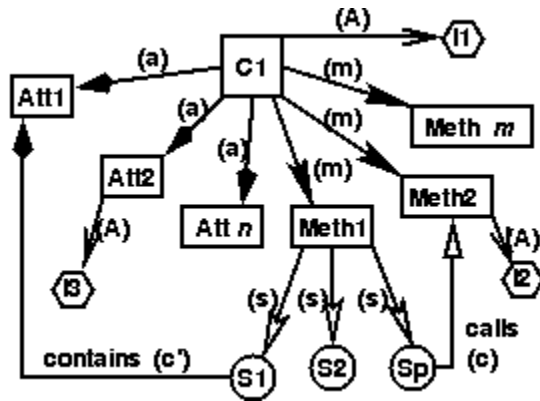 (A)
I1
C1
(a)
(m)
Att1
(a)
(m)
Meth m
(a)
(m)
Att2
Meth2
(A)
Att n
Meth1
(A)
I3
I2
(s)
(s)
(s)
calls
(c)
contains (c')
S1
S2
Sp